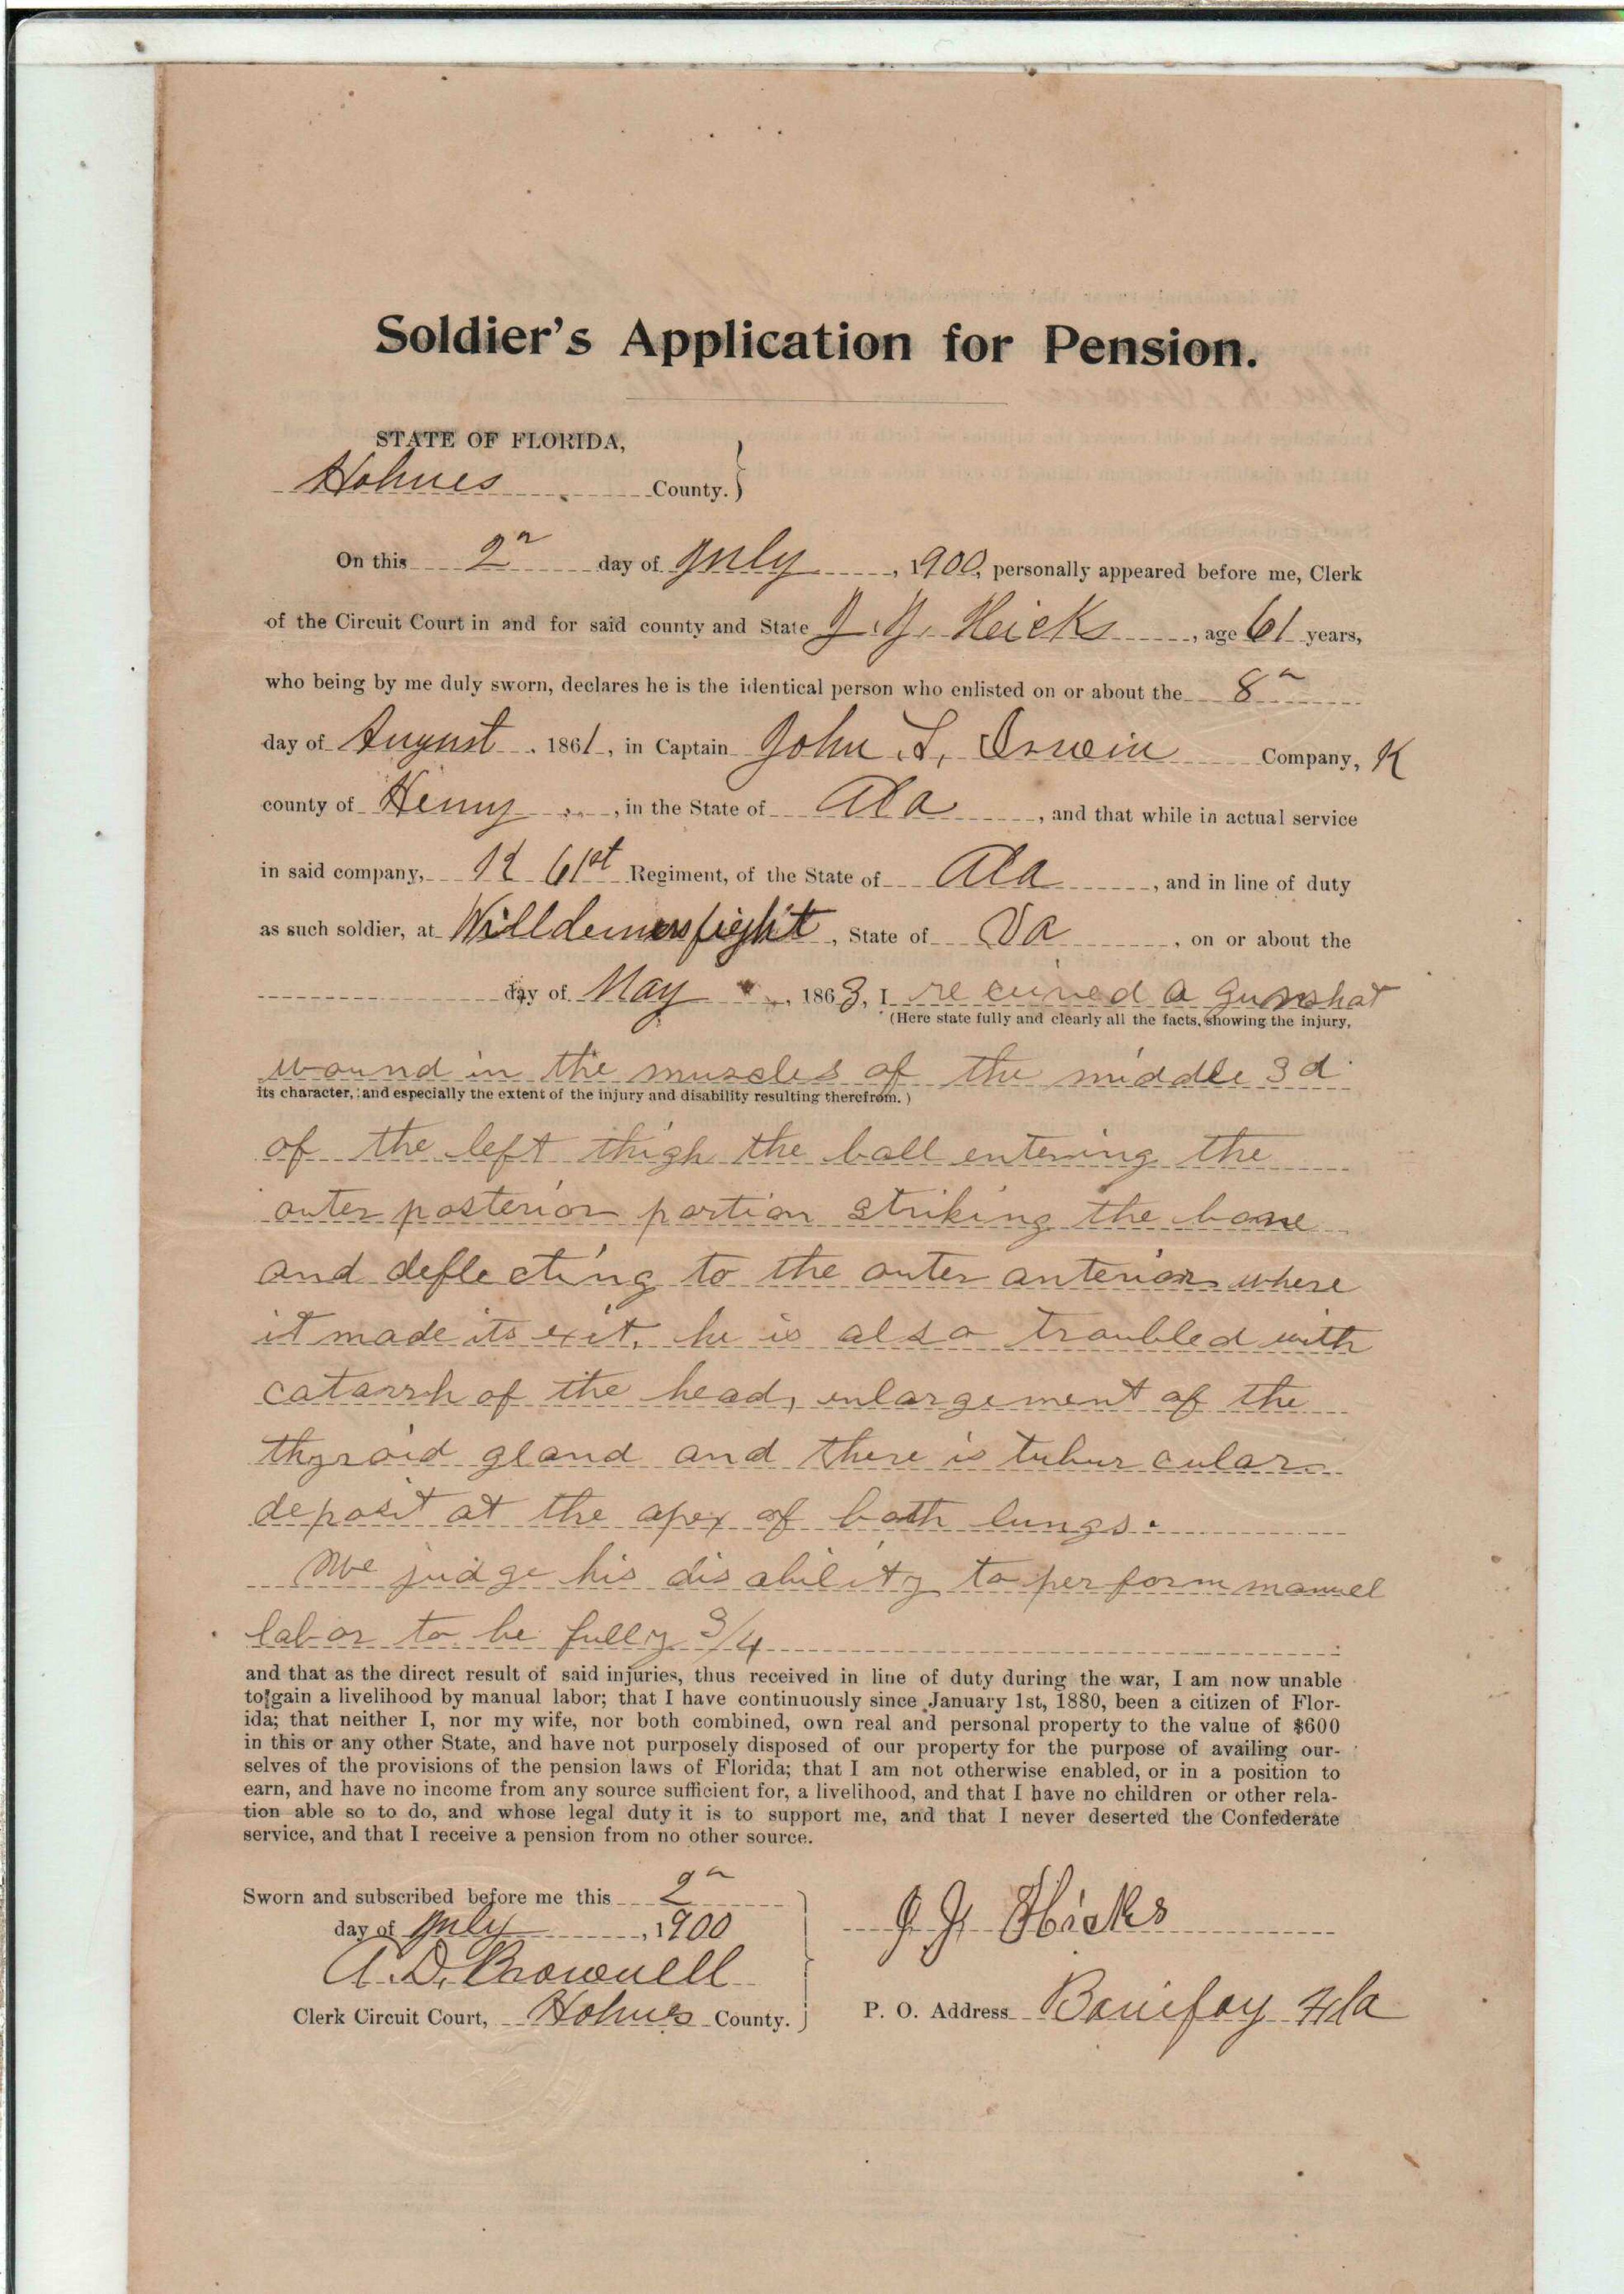 Soldier's Application for Pension.
STATE OF FLORIDA,
Holmes County.
On this 2n day of July, 1900, personally appeared before me, Clerk
of the Circuit Court in and for said county and State J. J. Heicks, age 61 years,
who being by me duly sworn, declares he is the identical person who enlisted on or about the 8n
day of August 1861, in Captain John Company, K
county of Henry, in the State of Ala, and that while in actual service
in said company, 61st Regiment, of the State of Ala, and in line of duty
as such soldier, at fight, State of Va, on or about the
day of May, 1863, I received a gunshot
(Here state fully and clearly all the facts, showing the injury,
wound in the muscles of the middle 3d
its character, and especially the extent of the injury and disability resulting therefrom.)
of the left thigh the ball entering the
outer posterior portion striking the bone
and deflecting to the outer anterior where
it made its exit. he is also troubled with
catarrh of the head, enlargement of the
thyroid gland and there is tubur cular
deposit at the apex of both lungs.
We judge his disability to perform manuel
labor to be fully 3/4
and that as the direct result of said injuries, thus received in line of duty during the war, I am now unable
to gain a livelihood by manual labor; that I have continuously since January 1st, 1880, been a citizen of Flor-
ida; that neither I, nor my wife, nor both combined, own real and personal property to the value of $600
in this or any other State, and have not purposely disposed of our property for the purpose of availing our-
selves of the provisions of the pension laws of Florida; that I am not otherwise enabled, or in a position to
earn, and have no income from any source sufficient for, a livelihood, and that I have no children or other rela-
tion able so to do, and whose legal duty it is to support me, and that I never deserted the Confederate
service, and that I receive a pension from no other source.
Sworn and subscribed before me this 2n
day of July, 1900
J. J. Hicks
A. D. Brownell
Clerk Circuit Court, Holmes County.
P. O. Address Bonifay Fla